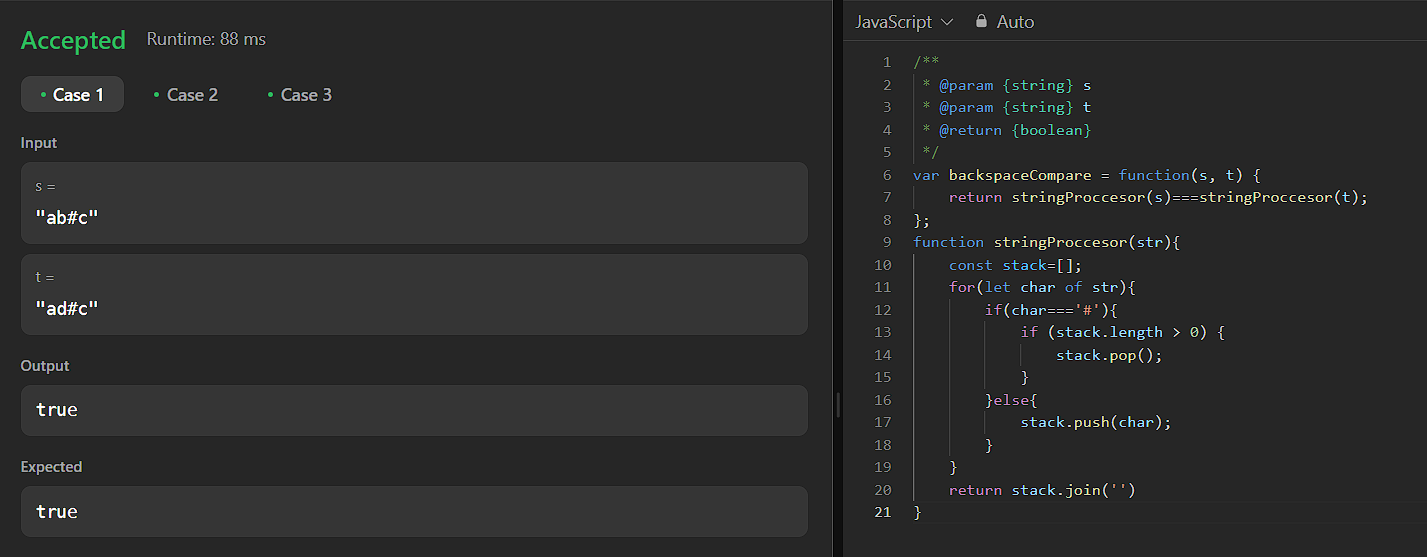 Accepted Runtime: 88 ms
• Case 1 • Case 2 • Case 3
Input
s =
"ab#c"
t =
"ad#c"
Output
true
Expected
true
JavaScript Auto
1 /**
2  * @param {string} s
3  * @param {string} t
4  * @return {boolean}
5  */
6 var backspaceCompare = function(s, t) {
7     return stringProccesor(s)===stringProccesor(t);
8 };
9 function stringProccesor(str){
10     const stack=[];
11     for(let char of str){
12         if(char==='#'){
13             if (stack.length > 0) {
14                 stack.pop();
15             }
16         }else{
17             stack.push(char);
18         }
19     }
20     return stack.join('')
21 }